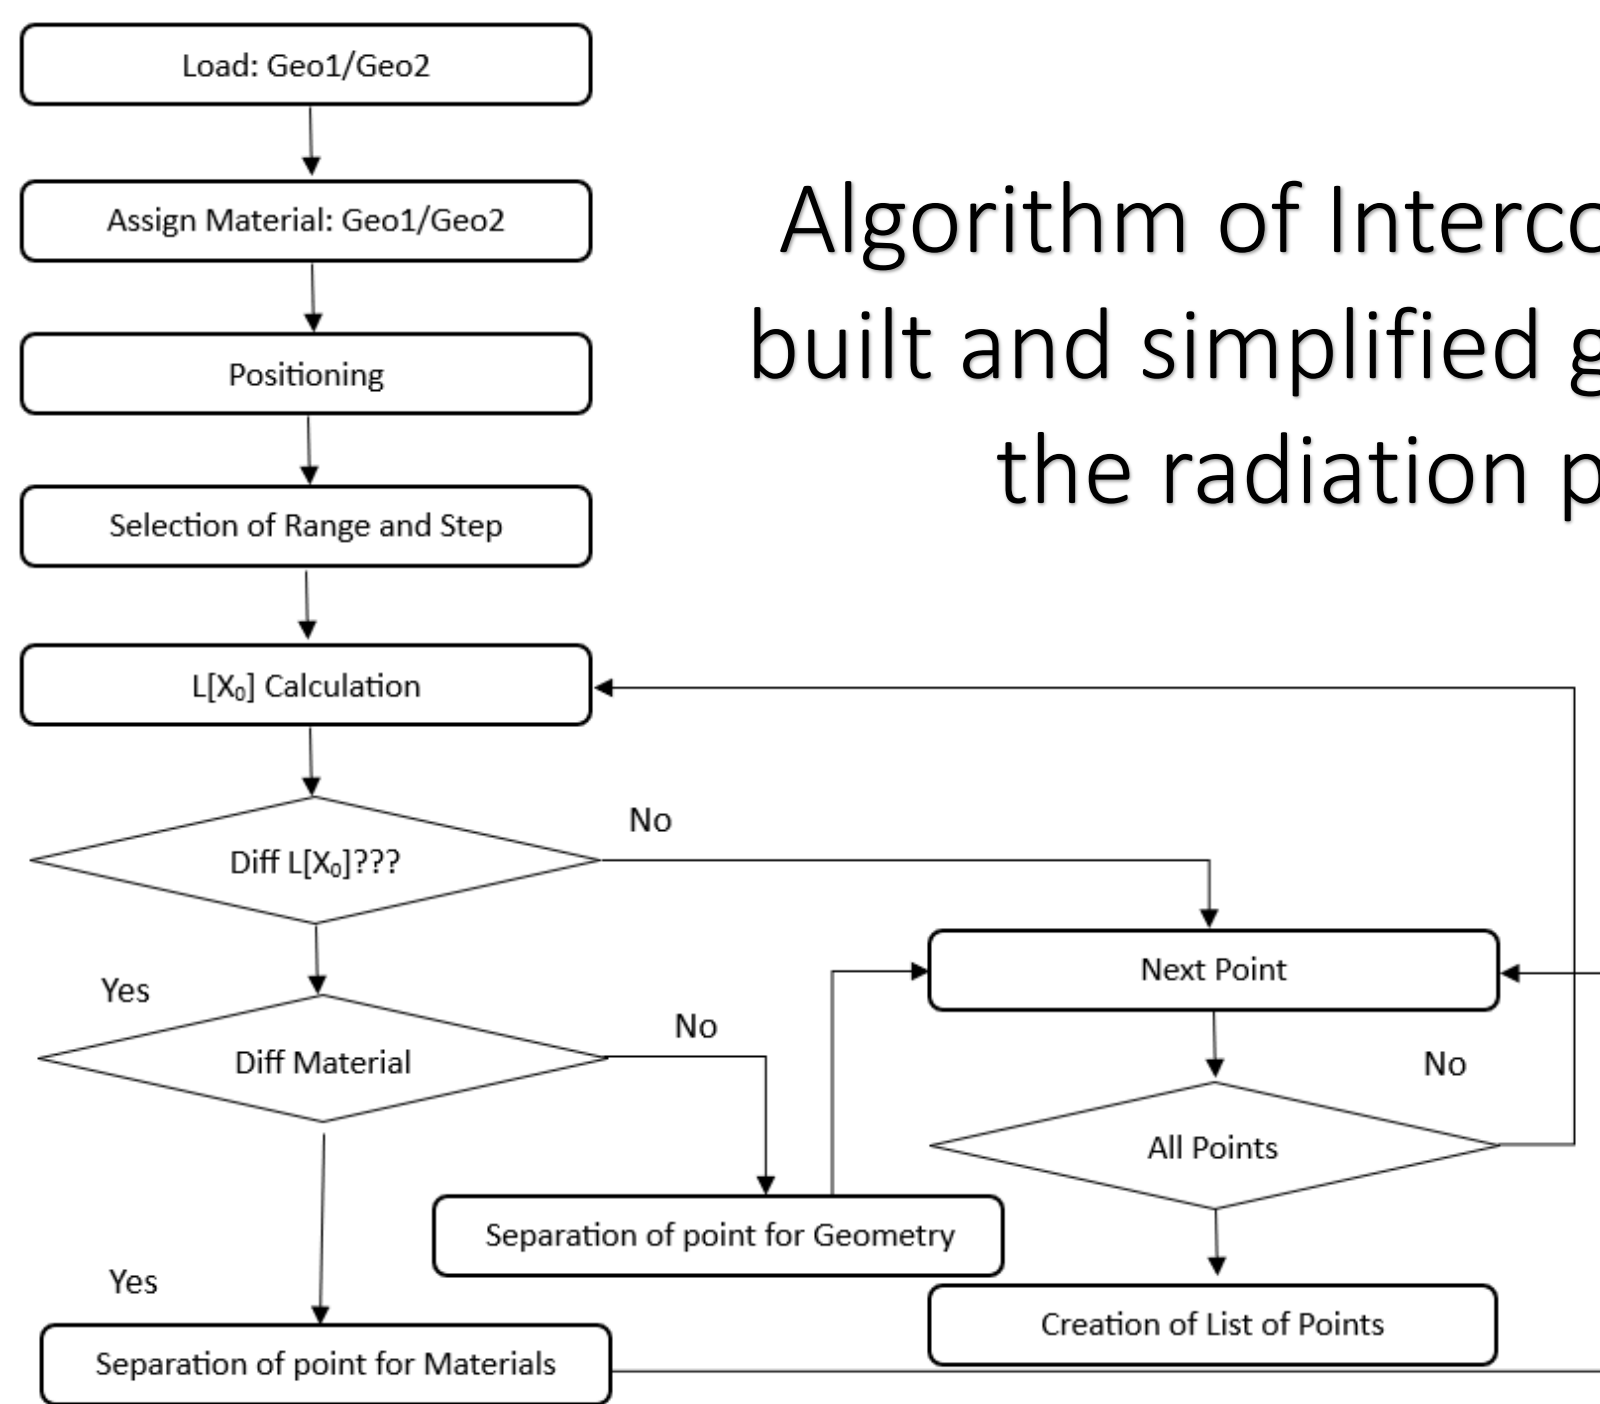 Load: Geo1/Geo2
Assign Material: Geo1/Geo2
Algorithm of Interco
built and simplified g
the radiation p
Positioning
Selection of Range and Step
L[X₀] Calculation
No
Diff L[X₀]???
Next Point
Yes
No
Diff Material
No
All Points
Separation of point for Geometry
Yes
Creation of List of Points
Separation of point for Materials